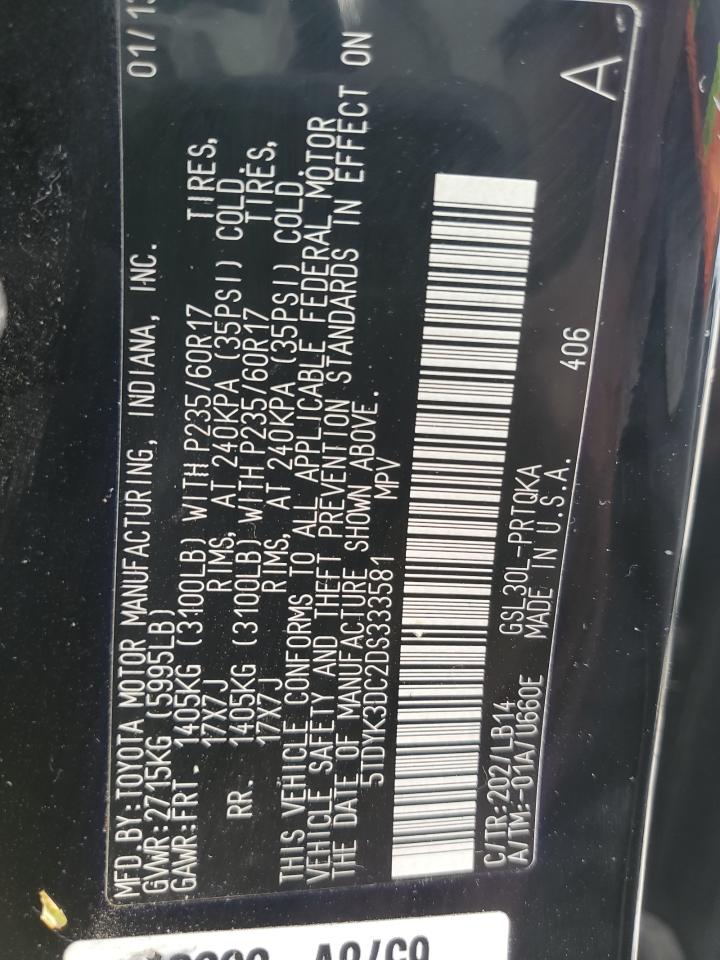 MFD.BY:TOYOTA MOTOR MANUFACTURING, INDIANA, INC. 01/13
GVWR:2715KG (5995LB)
GAWR:FRT. 1405KG (3100LB) WITH P235/60R17 TIRES,
17X7J RIMS, AT 240KPA (35PSI) COLD.
RR. 1405KG (3100LB) WITH P235/60R17 TIRES,
17X7J RIMS, AT 240KPA (35PSI) COLD.
THIS VEHICLE CONFORMS TO ALL APPLICABLE FEDERAL MOTOR
VEHICLE SAFETY AND THEFT PREVENTION STANDARDS IN EFFECT ON
THE DATE OF MANUFACTURE SHOWN ABOVE.
5TDYK3DC2DS333581 MPV
C/TR:202/LB14 GSL30L-PRTQKA
A/TM:-01A/U660E MADE IN U.S.A. 406 A